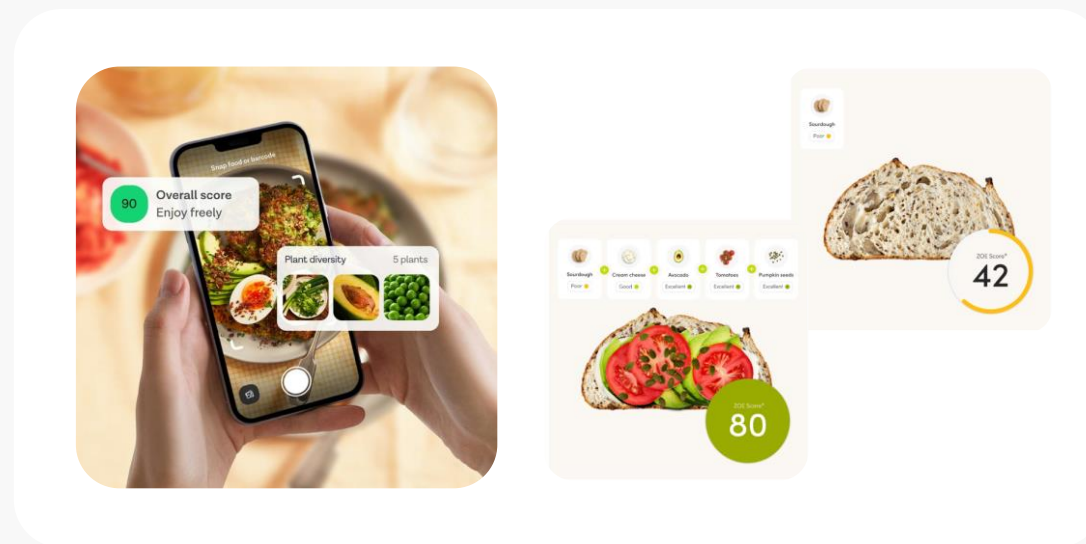 Snap food or barcode
90
Overall score
Enjoy freely
Plant diversity
5 plants
Sourdough
Poor
Cream cheese
Good
Avocado
Excellent
Tomatoes
Excellent
Pumpkin seeds
Excellent
ZOE Score®
80
Sourdough
Poor
ZOE Score®
42